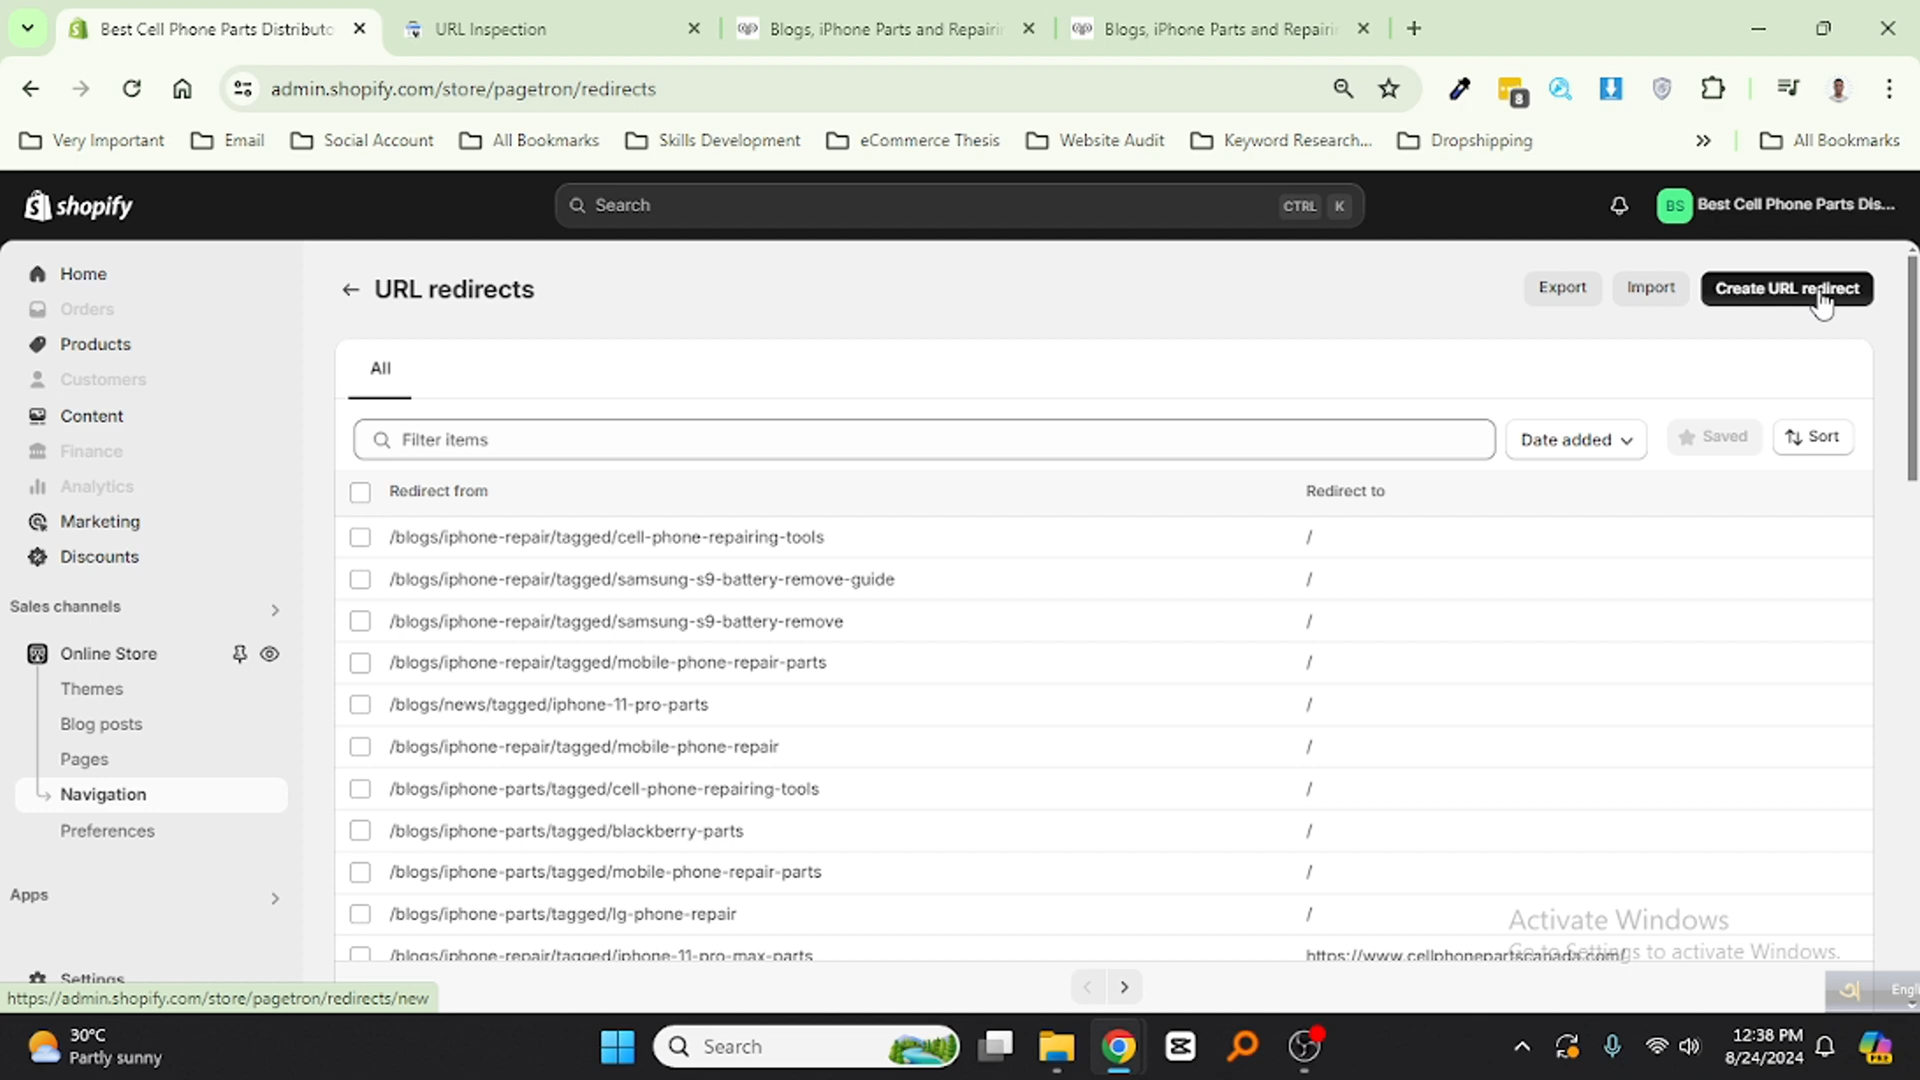 Best Cell Phone Parts Distributo
URL Inspection
Blogs, iPhone Parts and Repairin
Blogs, iPhone Parts and Repairin
admin.shopify.com/store/pagetron/redirects
8
Very Important
Email
Social Account
All Bookmarks
Skills Development
eCommerce Thesis
Website Audit
Keyword Research...
Dropshipping
All Bookmarks
shopify
Search
CTRL K
BS
Best Cell Phone Parts Dis...
Home
Orders
Products
Customers
Content
Finance
Analytics
Marketing
Discounts
Sales channels
Online Store
Themes
Blog posts
Pages
Navigation
Preferences
Apps
Settings
https://admin.shopify.com/store/pagetron/redirects/new
URL redirects
Export
Import
Create URL redirect
All
Filter items
Date added
Saved
Sort
Redirect from Redirect to
/blogs/iphone-repair/tagged/cell-phone-repairing-tools /
/blogs/iphone-repair/tagged/samsung-s9-battery-remove-guide /
/blogs/iphone-repair/tagged/samsung-s9-battery-remove /
/blogs/iphone-repair/tagged/mobile-phone-repair-parts /
/blogs/news/tagged/iphone-11-pro-parts /
/blogs/iphone-repair/tagged/mobile-phone-repair /
/blogs/iphone-parts/tagged/cell-phone-repairing-tools /
/blogs/iphone-parts/tagged/blackberry-parts /
/blogs/iphone-parts/tagged/mobile-phone-repair-parts /
/blogs/iphone-parts/tagged/lg-phone-repair /
/blogs/iphone-repair/tagged/iphone-11-pro-max-parts https://www.cellphonepartscanada.com/
Activate Windows
Go to Settings to activate Windows.
অ
Engli
30°C
Partly sunny
Search
12:38 PM
8/24/2024